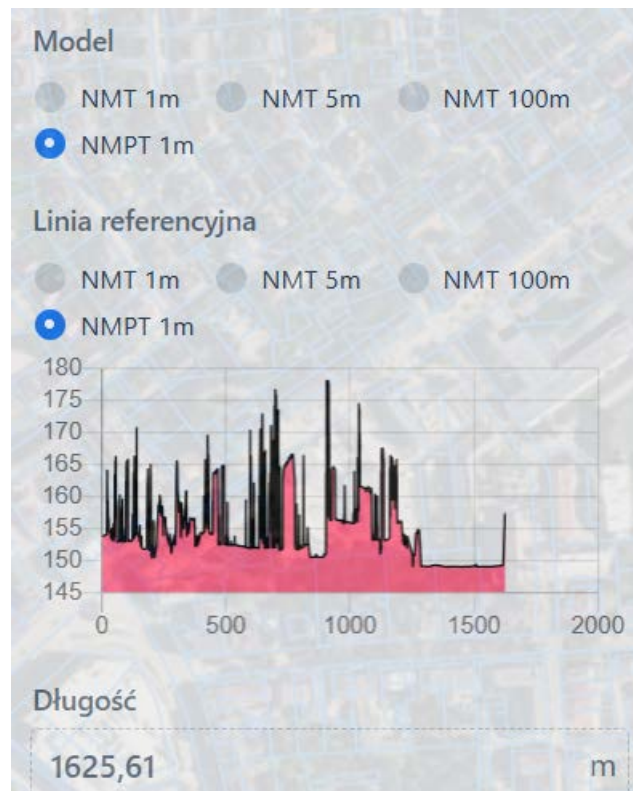 Model
NMT 1m NMT 5m NMT 100m
NMPT 1m
Linia referencyjna
NMT 1m NMT 5m NMT 100m
NMPT 1m
180
175
170
165
160
155
150
145
0 500 1000 1500 2000
Długość
1625,61 m